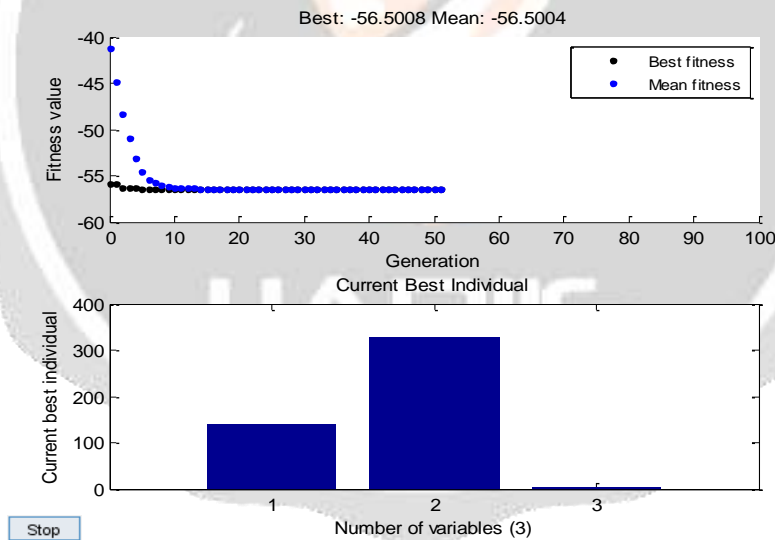 Best: -56.5008 Mean: -56.5004
-40
-45
-50
-55
-60
Fitness value
Best fitness
Mean fitness
0 10 20 30 40 50 60 70 80 90 100
Generation
Current Best Individual
400
300
200
100
0
Current best individual
1 2 3
Number of variables (3)
Stop